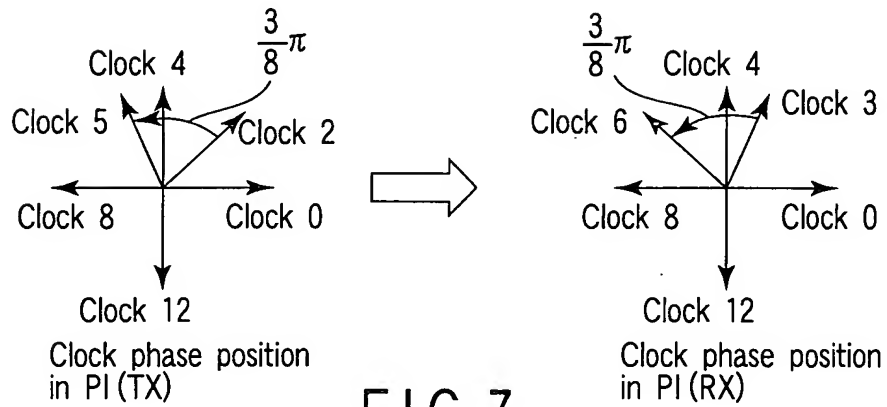 3/8 π
Clock 4
Clock 5
Clock 2
Clock 8
Clock 0
Clock 12
Clock phase position
in PI(TX)
3/8 π
Clock 4
Clock 3
Clock 6
Clock 8
Clock 0
Clock 12
Clock phase position
in PI(RX)